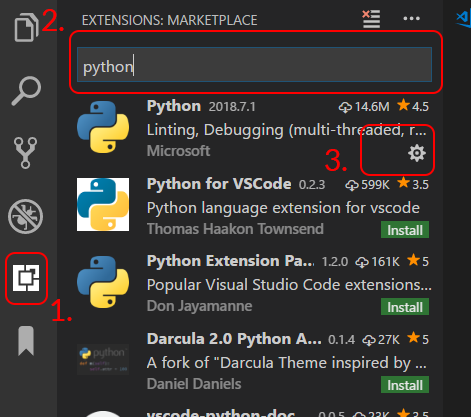 2.
EXTENSIONS: MARKETPLACE
python
Python 2018.7.1 14.6M 4.5
Linting, Debugging (multi-threaded, r...
Microsoft
3.
Python for VSCode 0.2.3 599K 3.5
Python language extension for vscode
Thomas Haakon Townsend Install
Python Extension Pa... 1.2.0 161K 5
Popular Visual Studio Code extensions...
Don Jayamanne Install
1.
Darcula 2.0 Python A... 0.1.4 27K 5
A fork of "Darcula Theme inspired by ...
Daniel Daniels Install
vscode-python-doc 0.0.5 23K 3.5